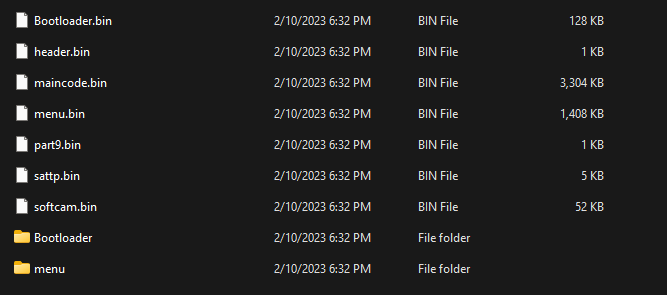 Bootloader.bin 2/10/2023 6:32 PM BIN File 128 KB
header.bin 2/10/2023 6:32 PM BIN File 1 KB
maincode.bin 2/10/2023 6:32 PM BIN File 3,304 KB
menu.bin 2/10/2023 6:32 PM BIN File 1,408 KB
part9.bin 2/10/2023 6:32 PM BIN File 1 KB
sattp.bin 2/10/2023 6:32 PM BIN File 5 KB
softcam.bin 2/10/2023 6:32 PM BIN File 52 KB
Bootloader 2/10/2023 6:32 PM File folder
menu 2/10/2023 6:32 PM File folder